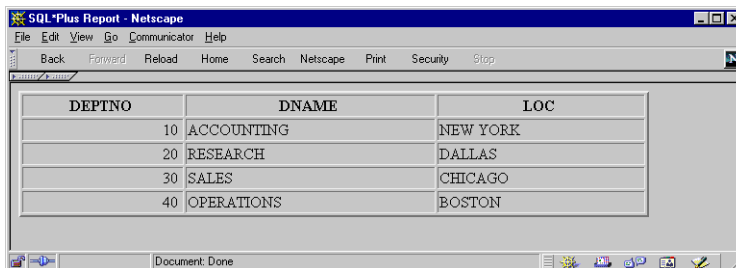 SQL*Plus Report - Netscape
File Edit View Go Communicator Help
Back Forward Reload Home Search Netscape Print Security Stop
DEPTNO DNAME LOC
10 ACCOUNTING NEW YORK
20 RESEARCH DALLAS
30 SALES CHICAGO
40 OPERATIONS BOSTON
Document: Done